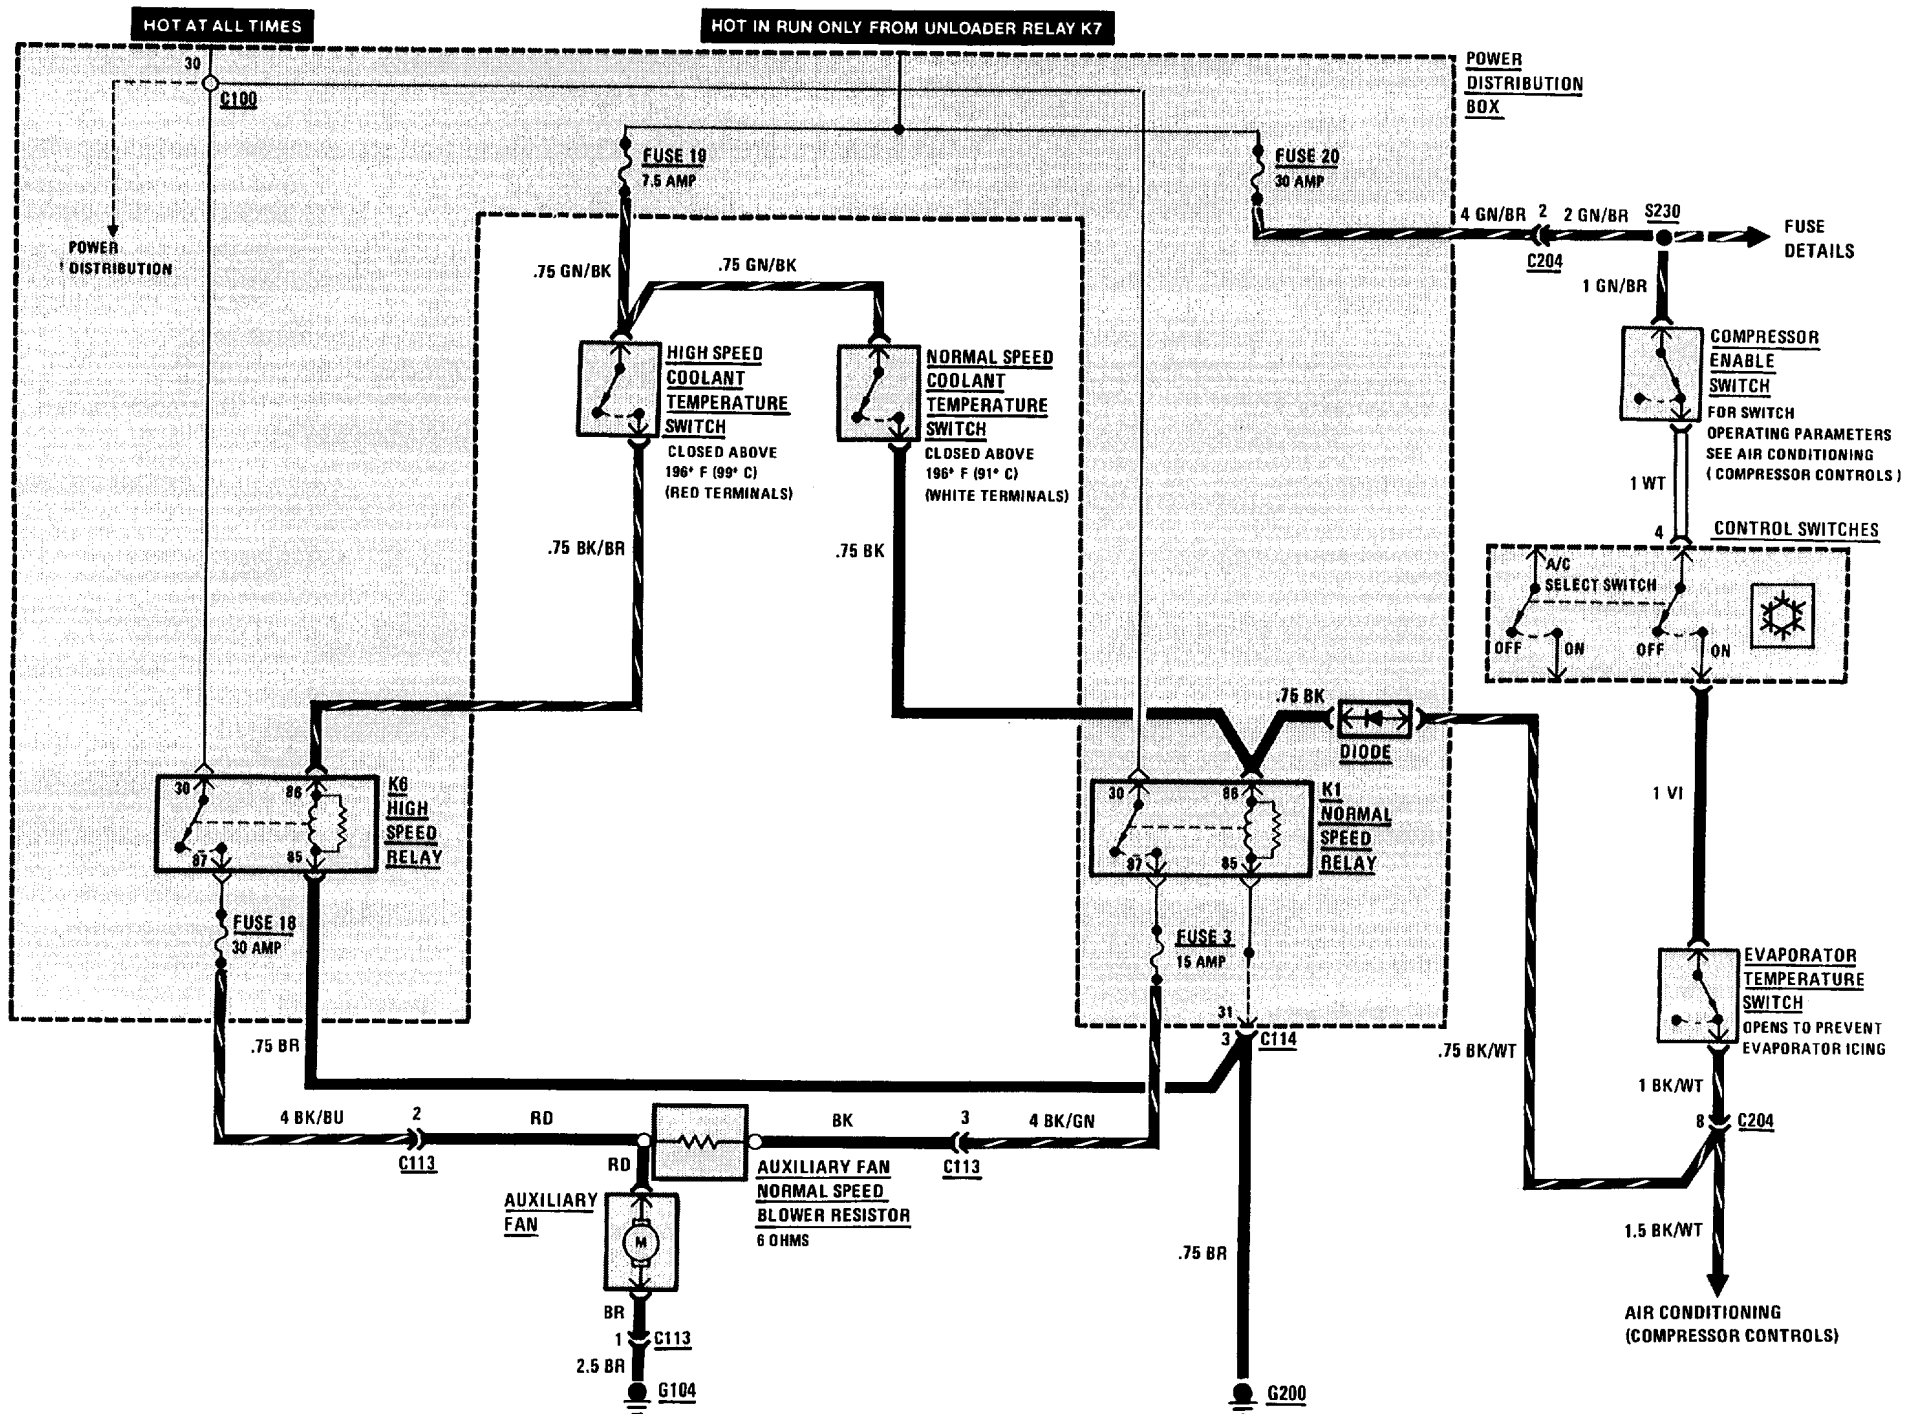 HOT AT ALL TIMES
HOT IN RUN ONLY FROM UNLOADER RELAY K7
30
C100
POWER
DISTRIBUTION
BOX
FUSE 19
7.5 AMP
FUSE 20
30 AMP
POWER
DISTRIBUTION
4 GN/BR
2
2 GN/BR
S230
C204
FUSE
DETAILS
.75 GN/BK
.75 GN/BK
1 GN/BR
HIGH SPEED
COOLANT
TEMPERATURE
SWITCH
CLOSED ABOVE
196° F (99° C)
(RED TERMINALS)
NORMAL SPEED
COOLANT
TEMPERATURE
SWITCH
CLOSED ABOVE
196° F (91° C)
(WHITE TERMINALS)
COMPRESSOR
ENABLE
SWITCH
FOR SWITCH
OPERATING PARAMETERS
SEE AIR CONDITIONING
( COMPRESSOR CONTROLS )
1 WT
.75 BK/BR
.75 BK
4
CONTROL SWITCHES
A/C
SELECT SWITCH
OFF
ON
OFF
ON
.75 BK
DIODE
30
86
87
85
K6
HIGH
SPEED
RELAY
30
86
87
85
K1
NORMAL
SPEED
RELAY
1 VI
FUSE 18
30 AMP
FUSE 3
15 AMP
31
3
C114
EVAPORATOR
TEMPERATURE
SWITCH
OPENS TO PREVENT
EVAPORATOR ICING
.75 BR
.75 BK/WT
1 BK/WT
8
C204
4 BK/BU
2
C113
RD
RD
BK
3
C113
4 BK/GN
AUXILIARY FAN
NORMAL SPEED
BLOWER RESISTOR
6 OHMS
AUXILIARY
FAN
M
BR
1
C113
2.5 BR
G104
.75 BR
G200
1.5 BK/WT
AIR CONDITIONING
(COMPRESSOR CONTROLS)